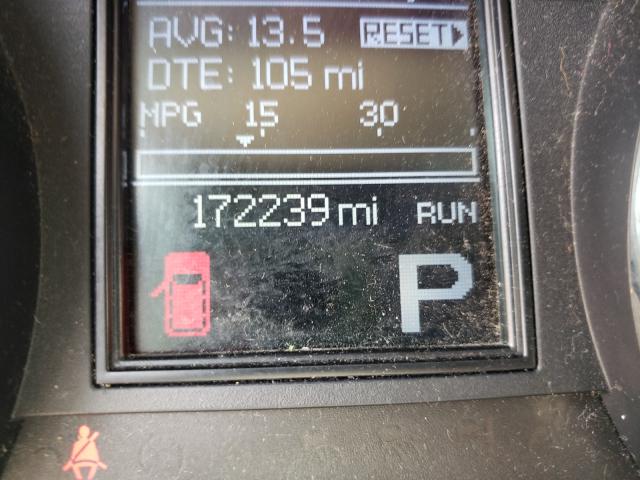 AVG: 13.5 RESET
DTE: 105 mi
MPG 15 30
172239 mi RUN
P